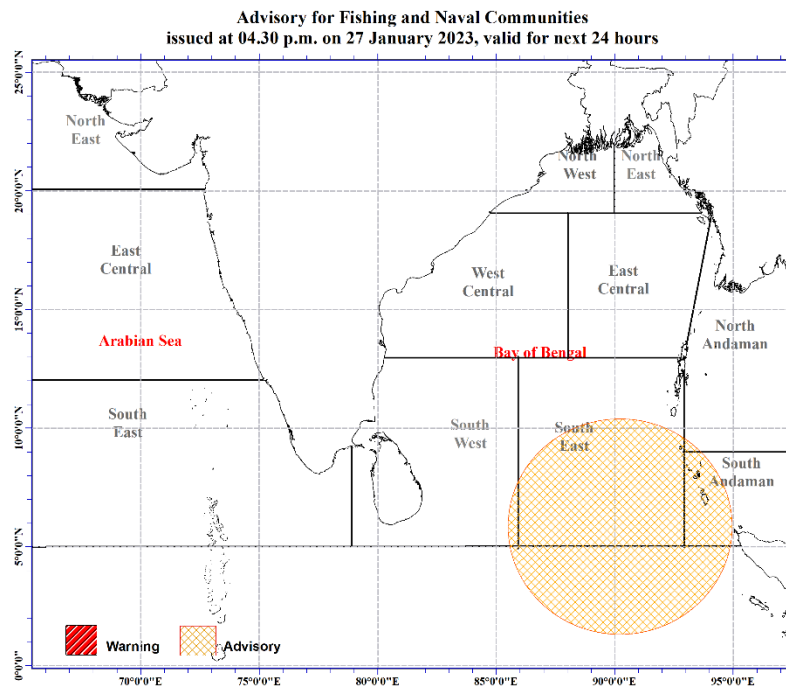 Advisory for Fishing and Naval Communities
issued at 04.30 p.m. on 27 January 2023, valid for next 24 hours
25°0'0"N
20°0'0"N
15°0'0"N
10°0'0"N
5°0'0"N
0°0'0"
North
East
North
West
North
East
East
Central
West
Central
East
Central
Arabian Sea
Bay of Bengal
North
Andaman
South
East
South
West
South
East
South
Andaman
Warning
Advisory
70°0'0"E
75°0'0"E
80°0'0"E
85°0'0"E
90°0'0"E
95°0'0"E